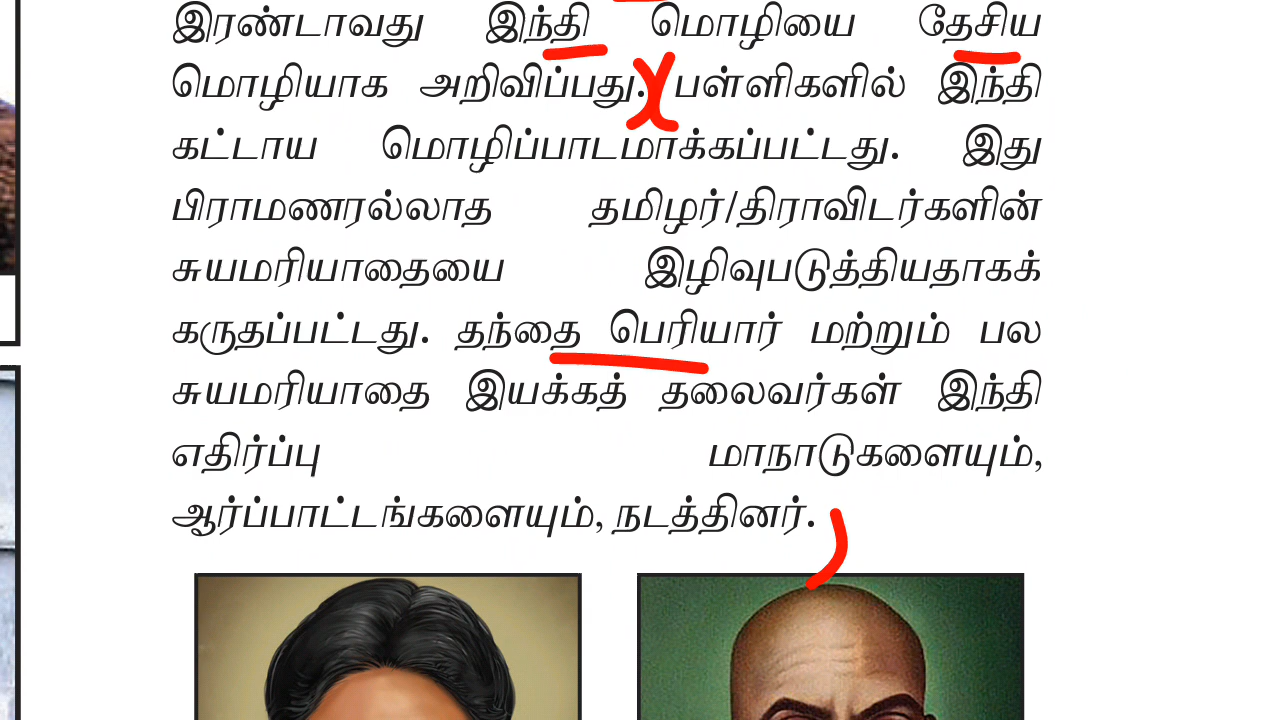 இரண்டாவது இந்தி மொழியை தேசிய
மொழியாக அறிவிப்பது. பள்ளிகளில் இந்தி
கட்டாய மொழிப்பாடமாக்கப்பட்டது. இது
பிராமணரல்லாத தமிழர்/திராவிடர்களின்
சுயமரியாதையை இழிவுபடுத்தியதாகக்
கருதப்பட்டது. தந்தை பெரியார் மற்றும் பல
சுயமரியாதை இயக்கத் தலைவர்கள் இந்தி
எதிர்ப்பு மாநாடுகளையும்,
ஆர்ப்பாட்டங்களையும், நடத்தினர்.